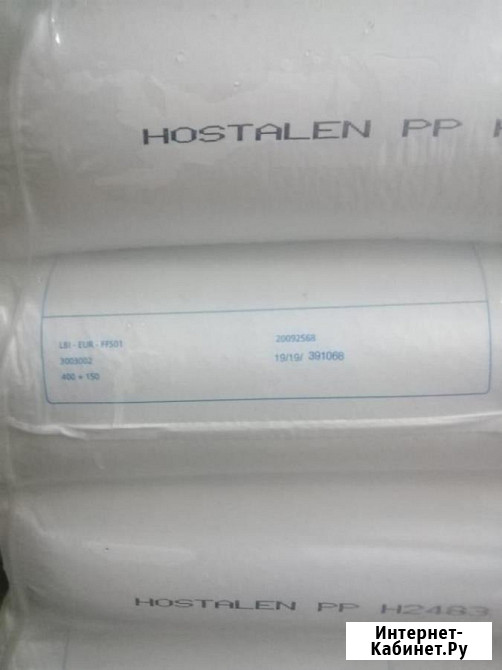 HOSTALEN PP
LBI - EUR - FFS01
3003002
400 + 150
20092568
19/19/ 391068
HOSTALEN PP H2483
Интернет-
Кабинет.Ру